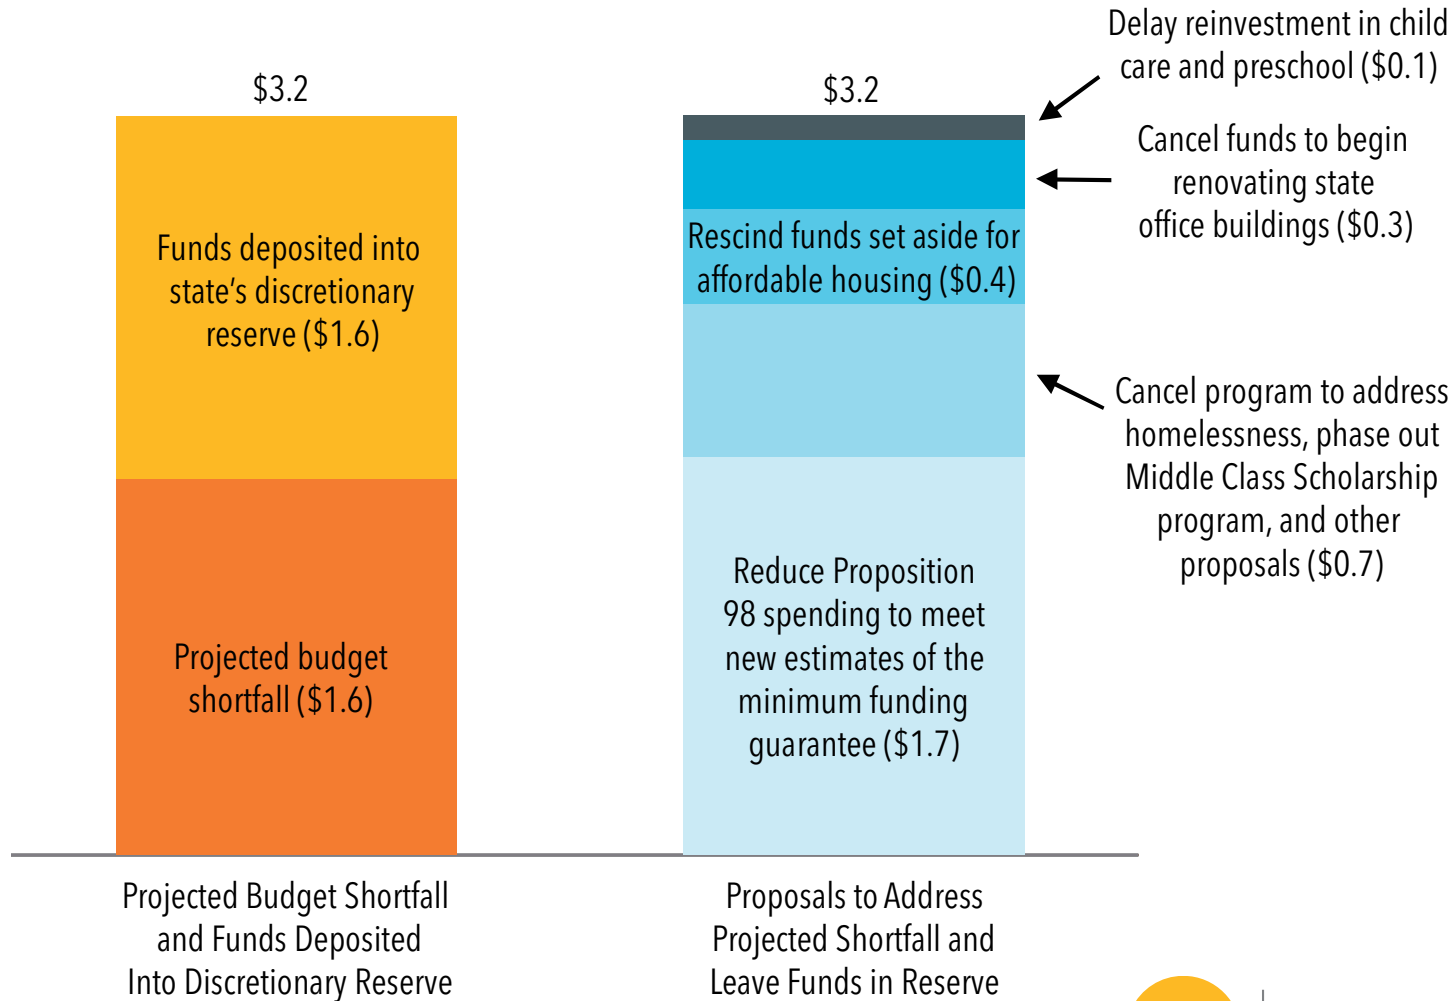 $3.2
Funds deposited into
state's discretionary
reserve ($1.6)
Projected budget
shortfall ($1.6)
Projected Budget Shortfall
and Funds Deposited
Into Discretionary Reserve
$3.2
Rescind funds set aside for
affordable housing ($0.4)
Reduce Proposition
98 spending to meet
new estimates of the
minimum funding
guarantee ($1.7)
Proposals to Address
Projected Shortfall and
Leave Funds in Reserve
Delay reinvestment in child
care and preschool ($0.1)
Cancel funds to begin
renovating state
office buildings ($0.3)
Cancel program to address
homelessness, phase out
Middle Class Scholarship
program, and other
proposals ($0.7)